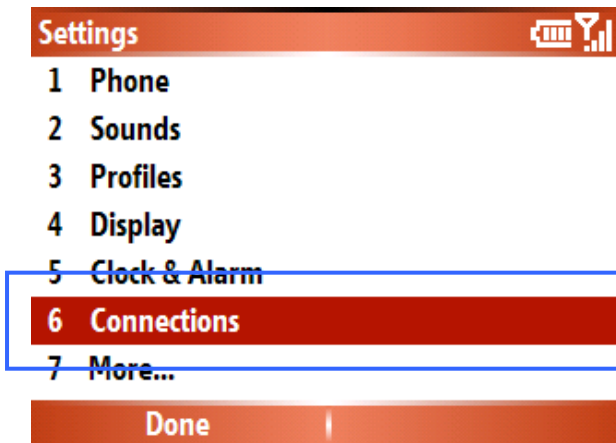 Settings
1 Phone
2 Sounds
3 Profiles
4 Display
5 Clock & Alarm
6 Connections
7 More...
Done